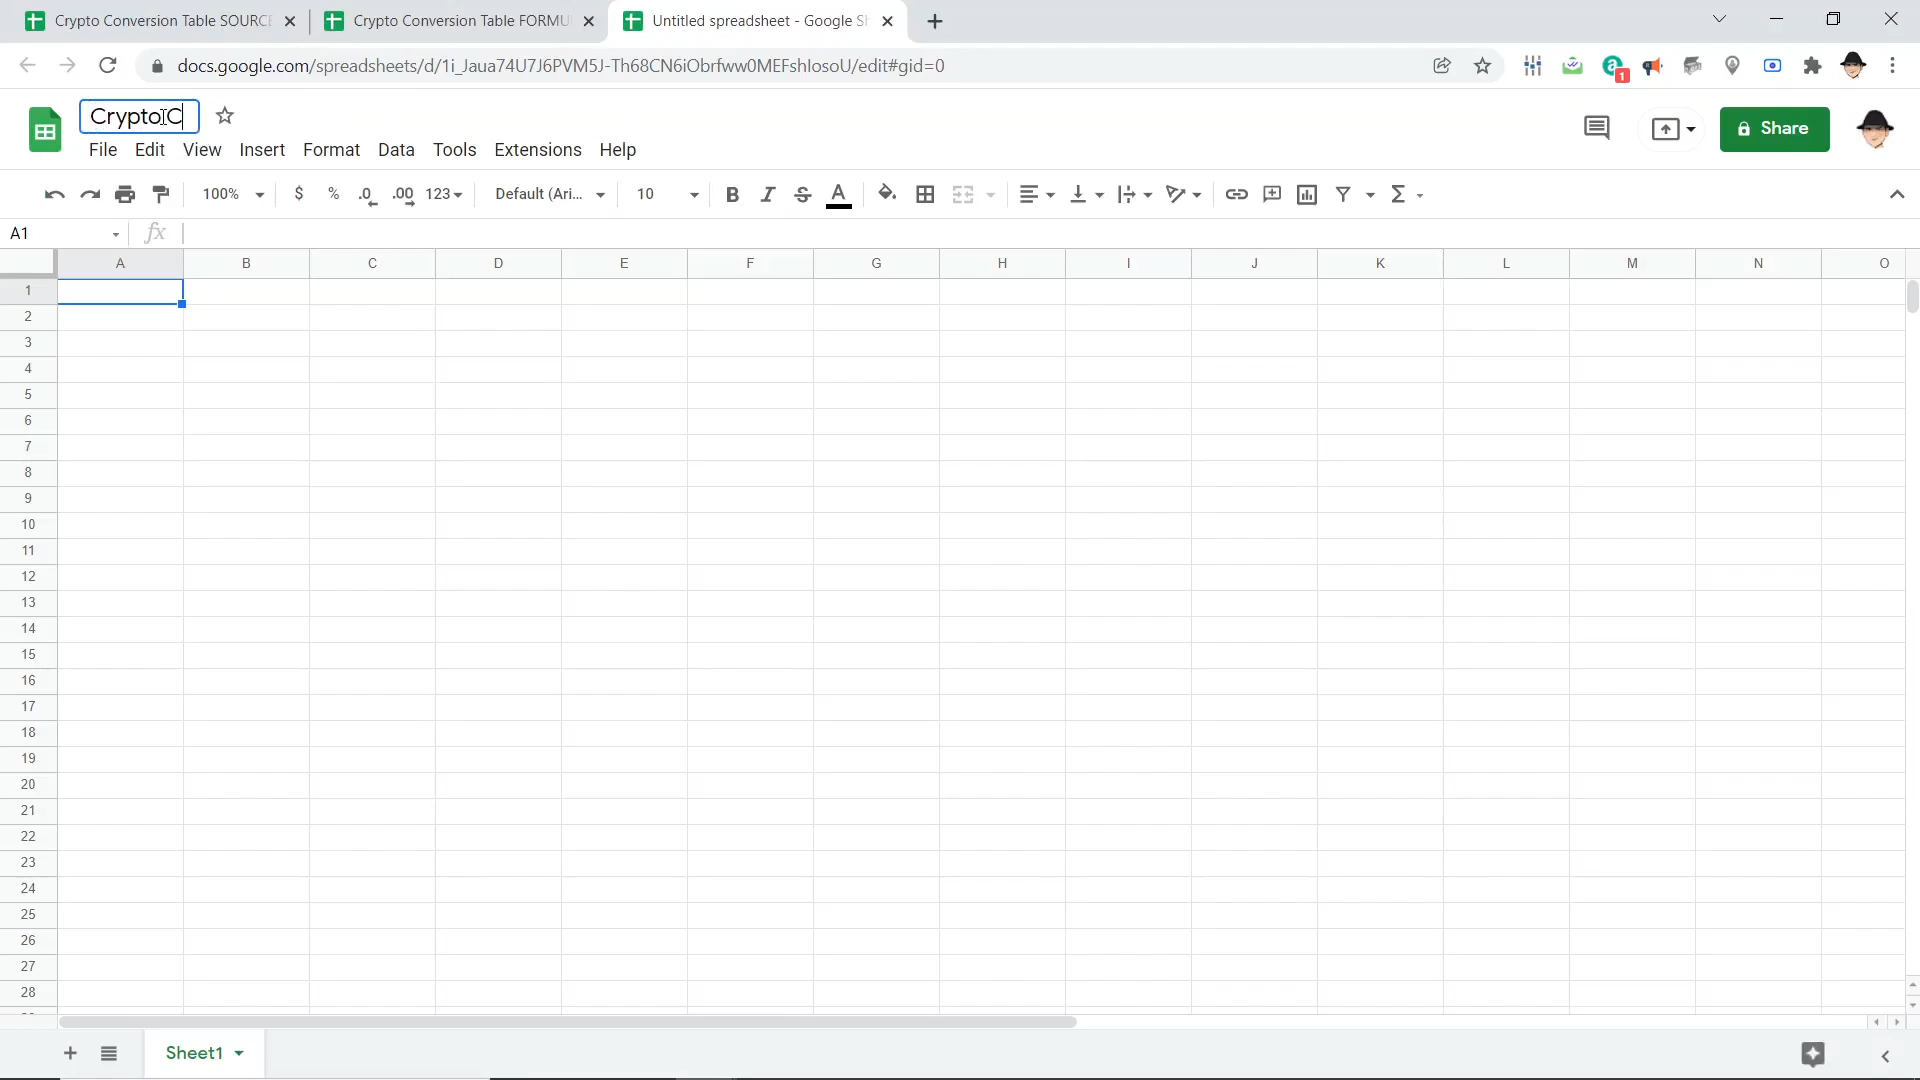 Crypto Conversion Table SOURCE
Crypto Conversion Table FORMU
Untitled spreadsheet - Google Sh
docs.google.com/spreadsheets/d/1i_Jaua74U7J6PVM5J-Th68CN6iObrfww0MEFshIosoU/edit#gid=0
1
Crypto C
File Edit View Insert Format Data Tools Extensions Help
Share
100% $ % .0 .00 123 Default (Ari... 10 B I S A Σ
A1 fx
A B C D E F G H I J K L M N O
1
2
3
4
5
6
7
8
9
10
11
12
13
14
15
16
17
18
19
20
21
22
23
24
25
26
27
28
Sheet1